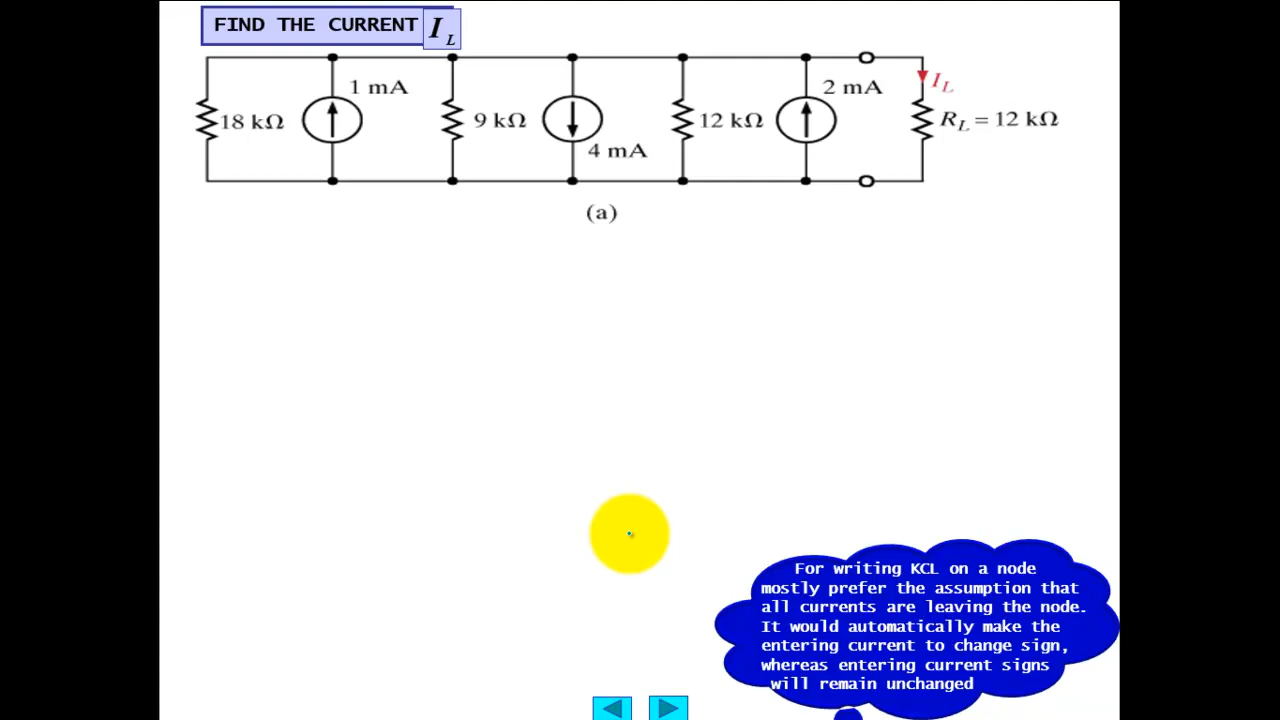 FIND THE CURRENT I_L
1 mA
2 mA
I_L
18 kΩ
9 kΩ
12 kΩ
R_L = 12 kΩ
4 mA
(a)
For writing KCL on a node
mostly prefer the assumption that
all currents are leaving the node.
It would automatically make the
entering current to change sign,
whereas entering current signs
will remain unchanged